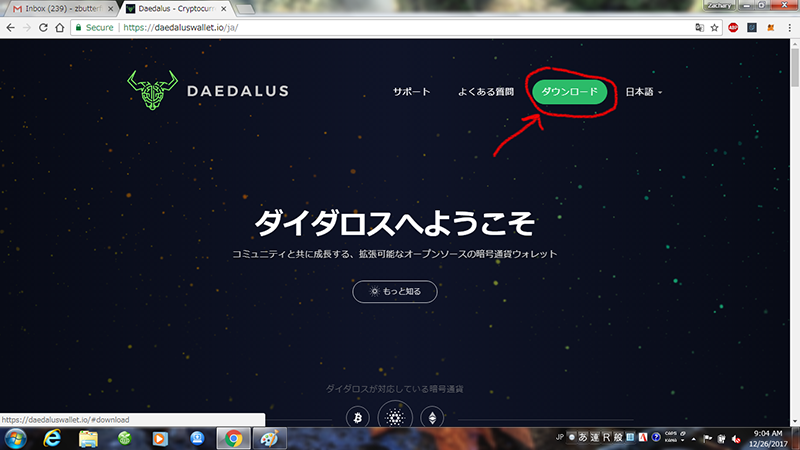 Inbox (239) - zbutterf
Daedalus - Cryptocurr
Zachary
Secure
https://daedaluswallet.io/ja/
ABP
DAEDALUS
サポート
よくある質問
ダウンロード
日本語
ダイダロスへようこそ
コミュニティと共に成長する、拡張可能なオープンソースの暗号通貨ウォレット
もっと知る
ダイダロスが対応している暗号通貨
https://daedaluswallet.io/#download
JP
あ 連 R 般
CAPS
KANA
9:04 AM
12/26/2017